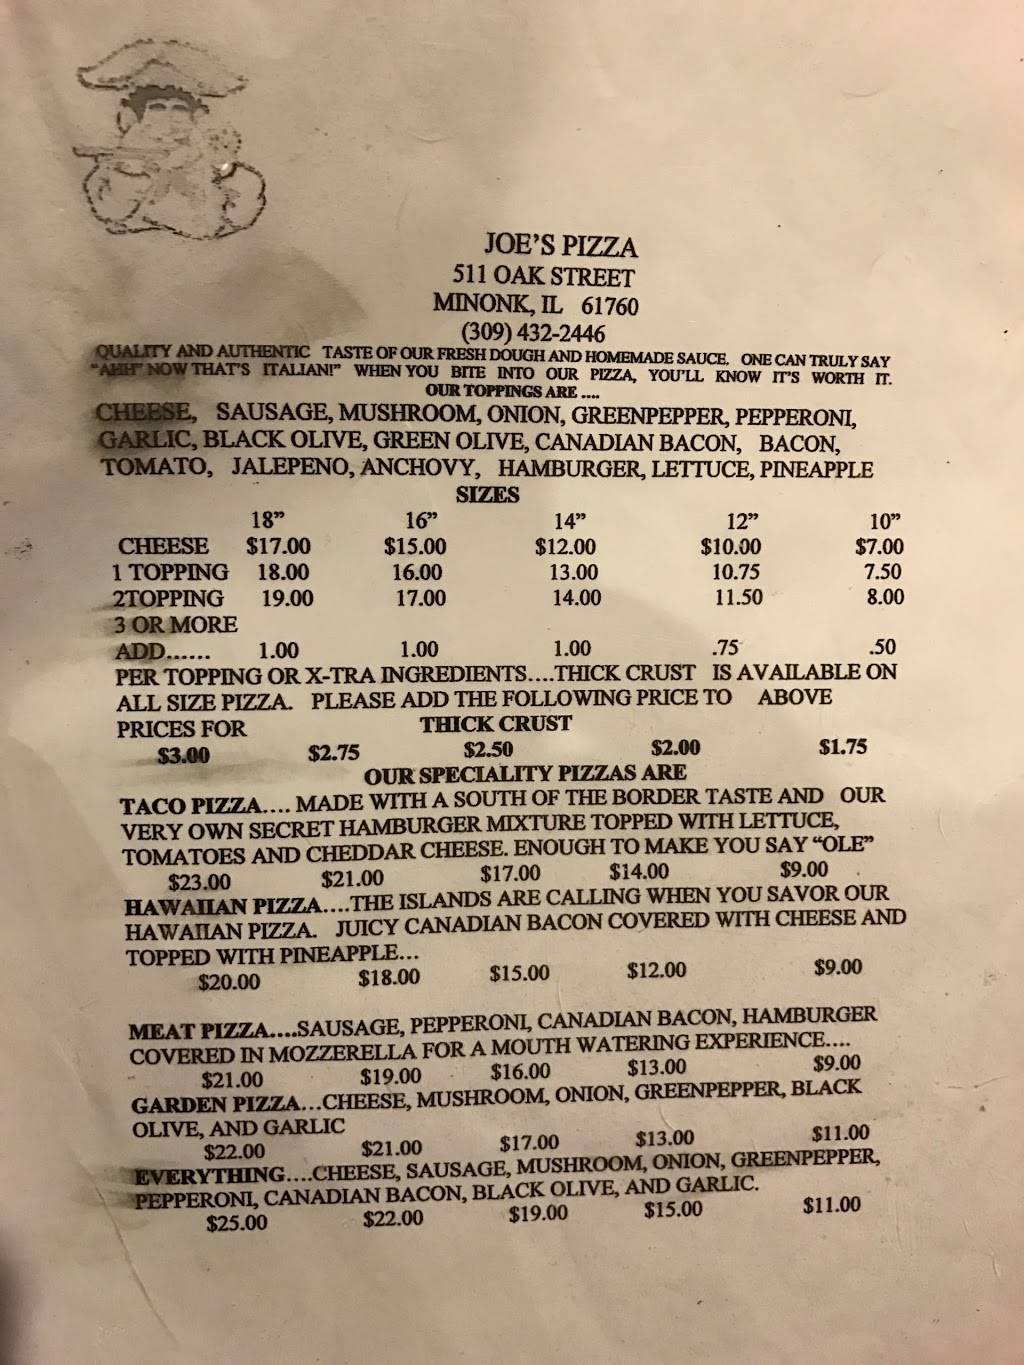 JOE'S PIZZA
511 OAK STREET
MINONK, IL 61760
(309) 432-2446
QUALITY AND AUTHENTIC TASTE OF OUR FRESH DOUGH AND HOMEMADE SAUCE. ONE CAN TRULY SAY
"AHH" NOW THAT'S ITALIAN!" WHEN YOU BITE INTO OUR PIZZA, YOU'LL KNOW IT'S WORTH IT.
OUR TOPPINGS ARE ....
CHEESE, SAUSAGE, MUSHROOM, ONION, GREENPEPPER, PEPPERONI,
GARLIC, BLACK OLIVE, GREEN OLIVE, CANADIAN BACON, BACON,
TOMATO, JALEPENO, ANCHOVY, HAMBURGER, LETTUCE, PINEAPPLE
SIZES
18" 16" 14" 12" 10"
CHEESE $17.00 $15.00 $12.00 $10.00 $7.00
1 TOPPING 18.00 16.00 13.00 10.75 7.50
2TOPPING 19.00 17.00 14.00 11.50 8.00
3 OR MORE
ADD...... 1.00 1.00 1.00 .75 .50
PER TOPPING OR X-TRA INGREDIENTS....THICK CRUST IS AVAILABLE ON
ALL SIZE PIZZA. PLEASE ADD THE FOLLOWING PRICE TO ABOVE
PRICES FOR THICK CRUST
$3.00 $2.75 $2.50 $2.00 $1.75
OUR SPECIALITY PIZZAS ARE
TACO PIZZA.... MADE WITH A SOUTH OF THE BORDER TASTE AND OUR
VERY OWN SECRET HAMBURGER MIXTURE TOPPED WITH LETTUCE,
TOMATOES AND CHEDDAR CHEESE. ENOUGH TO MAKE YOU SAY "OLE"
$23.00 $21.00 $17.00 $14.00 $9.00
HAWAIIAN PIZZA....THE ISLANDS ARE CALLING WHEN YOU SAVOR OUR
HAWAIIAN PIZZA. JUICY CANADIAN BACON COVERED WITH CHEESE AND
TOPPED WITH PINEAPPLE...
$20.00 $18.00 $15.00 $12.00 $9.00
MEAT PIZZA....SAUSAGE, PEPPERONI, CANADIAN BACON, HAMBURGER
COVERED IN MOZZERELLA FOR A MOUTH WATERING EXPERIENCE....
$21.00 $19.00 $16.00 $13.00 $9.00
GARDEN PIZZA...CHEESE, MUSHROOM, ONION, GREENPEPPER, BLACK
OLIVE, AND GARLIC
$22.00 $21.00 $17.00 $13.00 $11.00
EVERYTHING....CHEESE, SAUSAGE, MUSHROOM, ONION, GREENPEPPER,
PEPPERONI, CANADIAN BACON, BLACK OLIVE, AND GARLIC.
$25.00 $22.00 $19.00 $15.00 $11.00